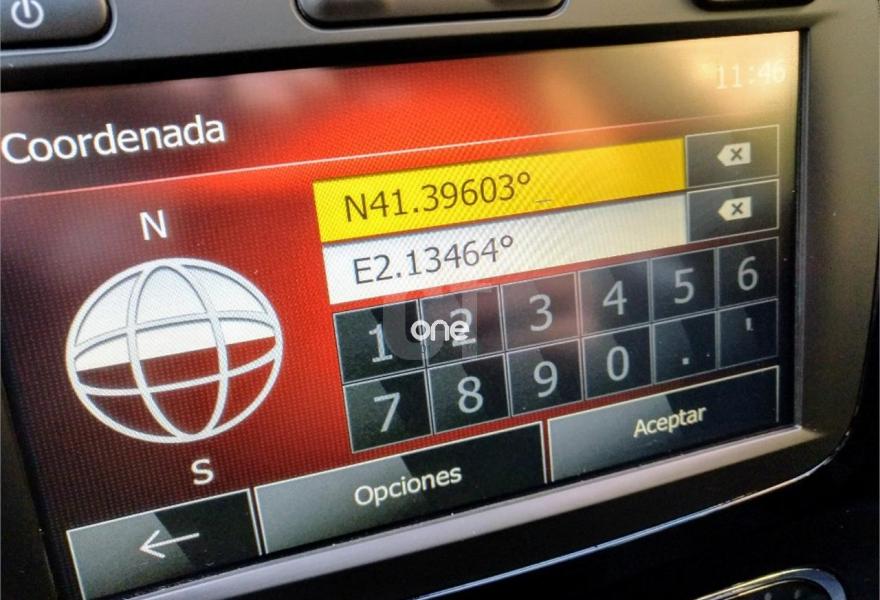 11:46
Coordenada
N
N41.39603°_
E2.13464°
one
1 2 3 4 5 6
7 8 9 0 . '
S
Opciones
Aceptar